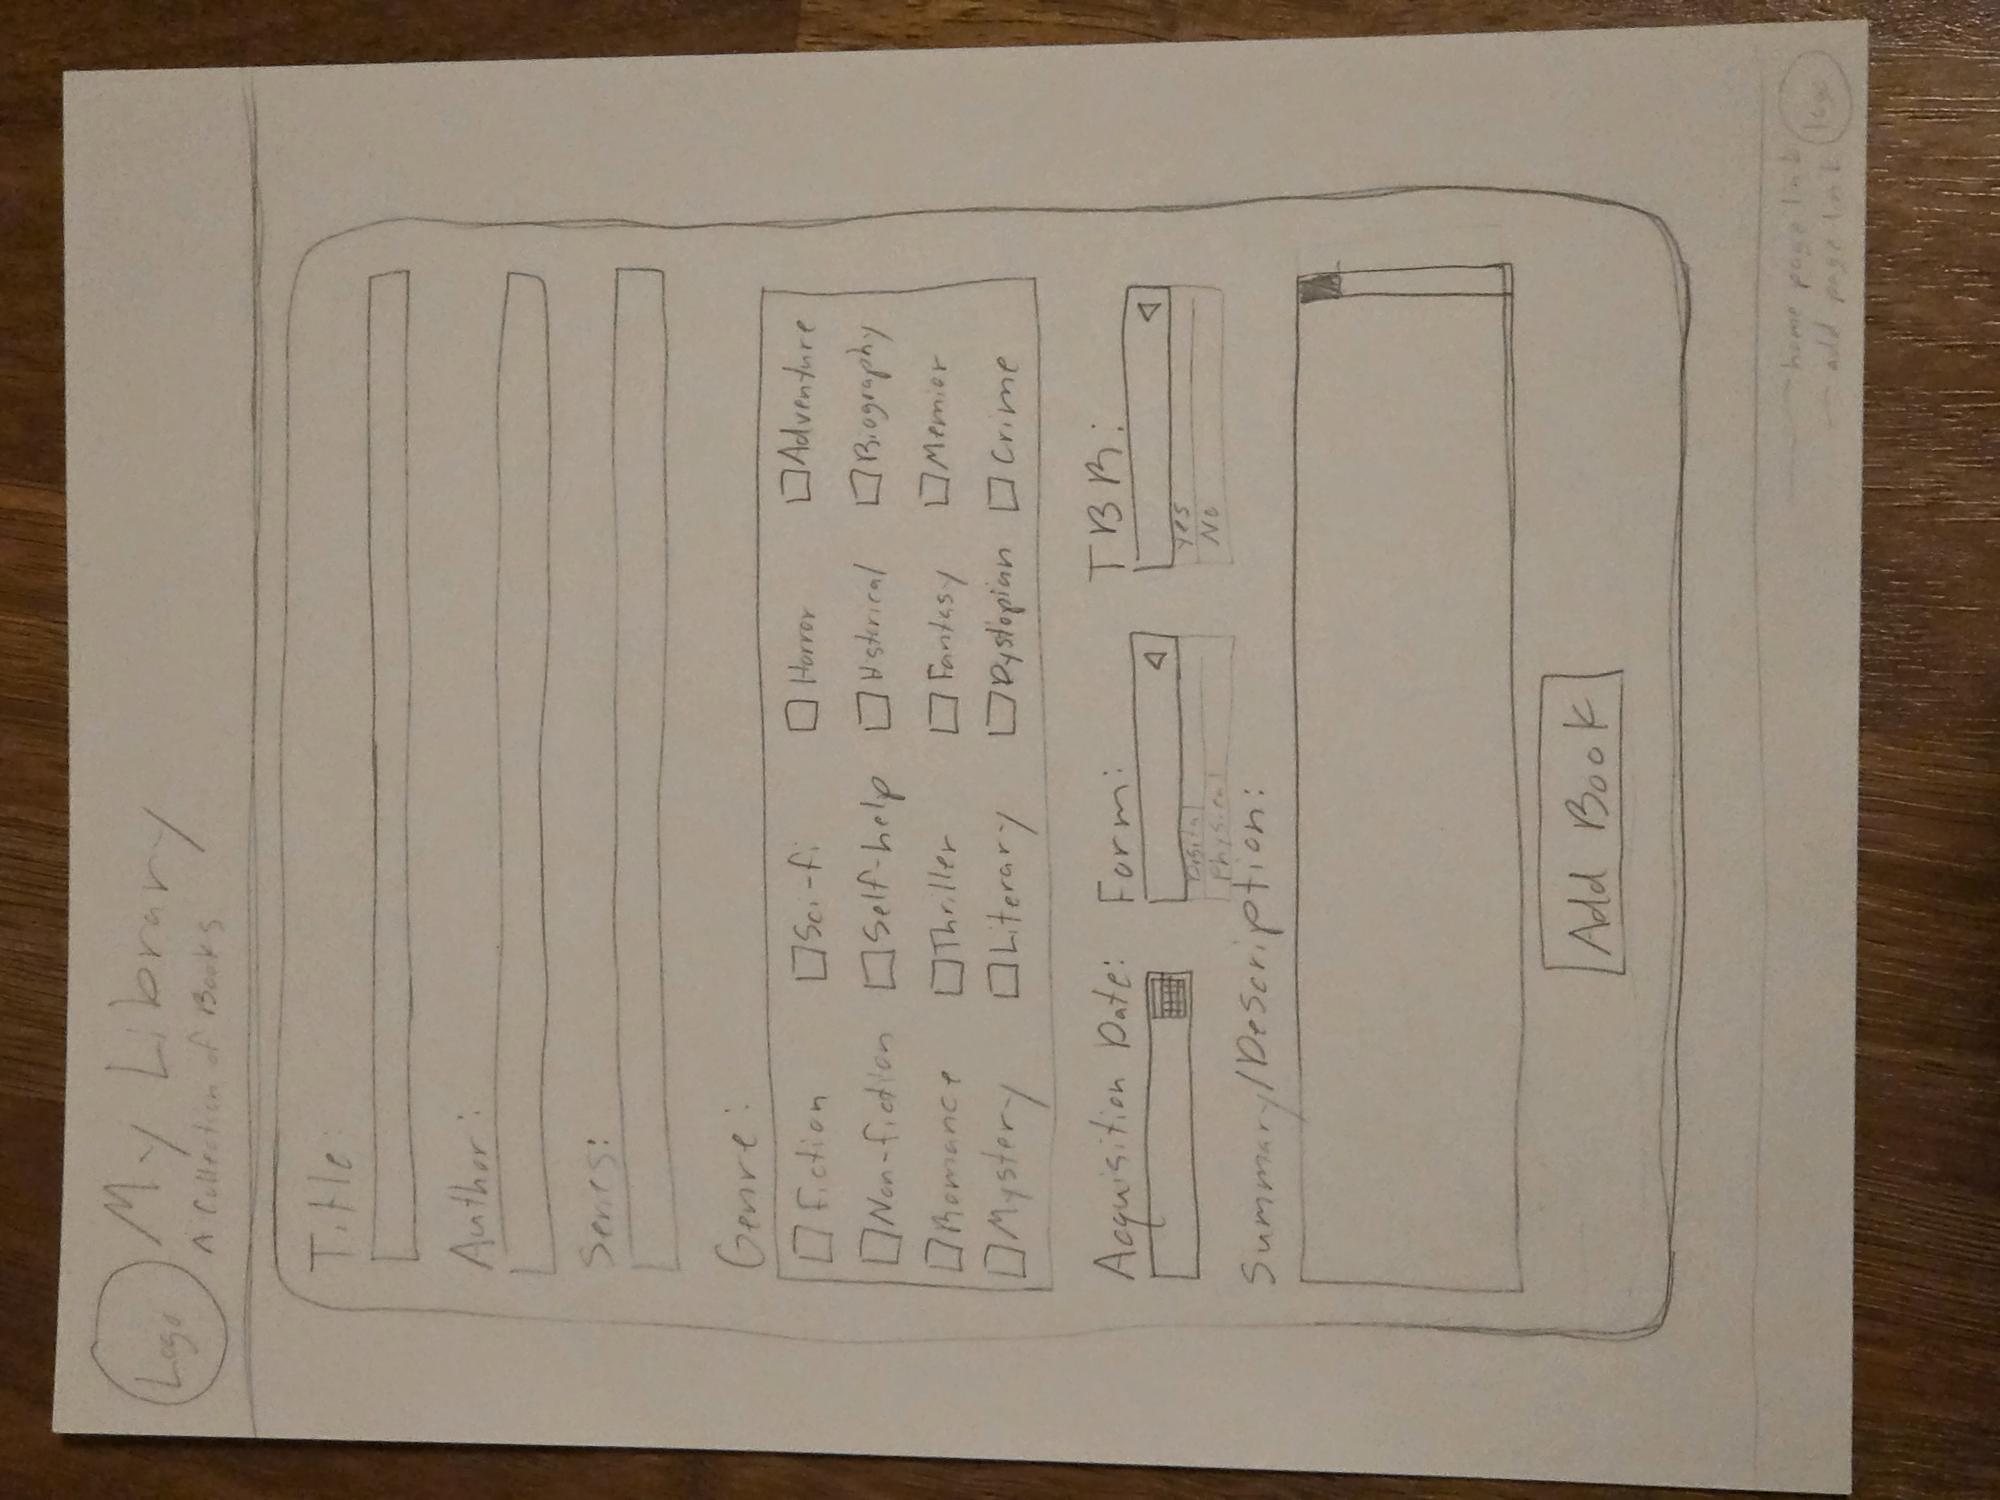 Logo My Library
A Collection of Books
Title:
Author:
Series:
Genre:
Fiction Sci-fi Horror Adventure
Non-fiction Self-help Historical Biography
Romance Thriller Fantasy Memior
Mystery Literary Dystopian Crime
Acquisition Date: Form: TBR:
Digital Yes
Physical No
Summary/Description:
Add Book
home page link
add page link logo